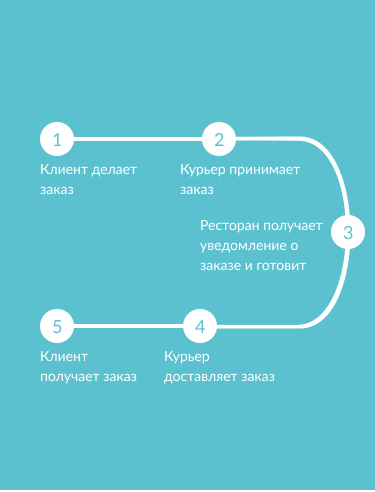 1
Клиент делает
заказ
2
Курьер принимает
заказ
3
Ресторан получает
уведомление о
заказе и готовит
4
Курьер
доставляет заказ
5
Клиент
получает заказ